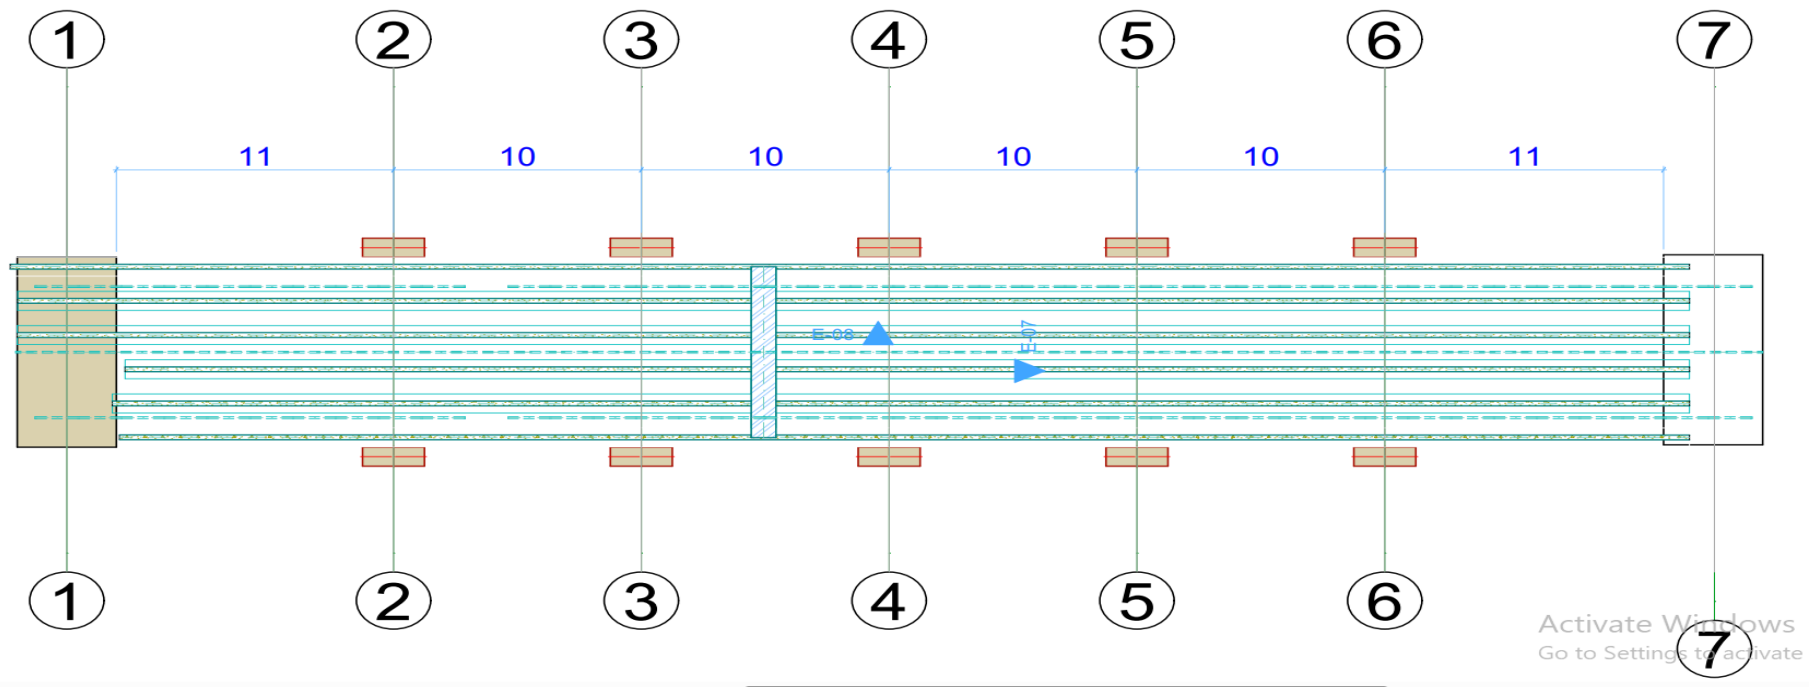 1 2 3 4 5 6 7
11 10 10 10 10 11
E-08
E-07
1 2 3 4 5 6
7
Activate Windows
Go to Settings to activate